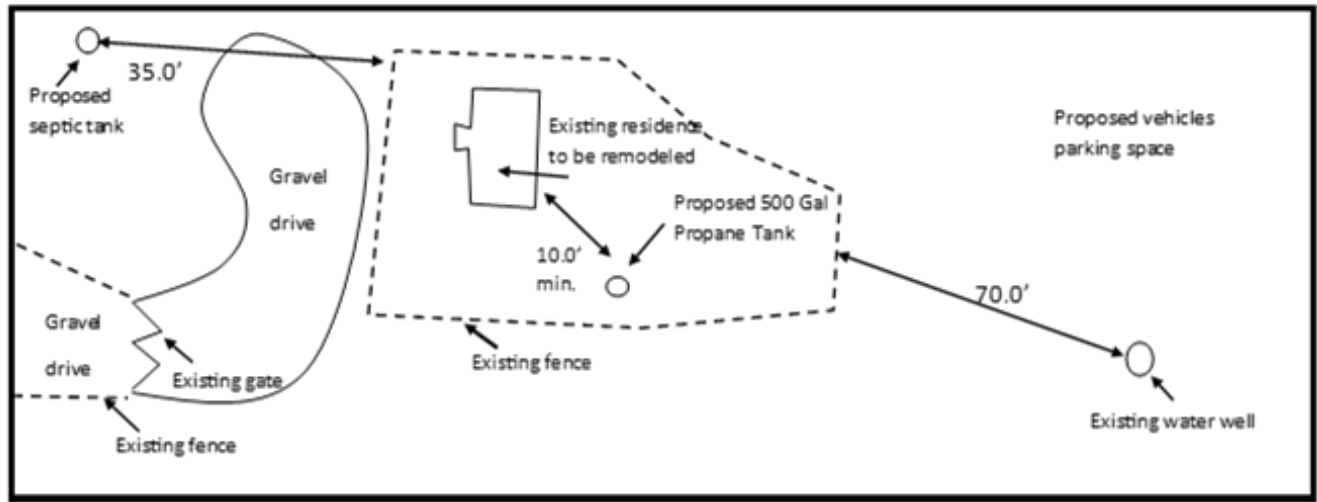 35.0’
Proposed
septic tank
Gravel
drive
Existing residence
to be remodeled
Proposed vehicles
parking space
Proposed 500 Gal
Propane Tank
10.0’
min.
70.0’
Gravel
drive
Existing gate
Existing fence
Existing fence
Existing water well